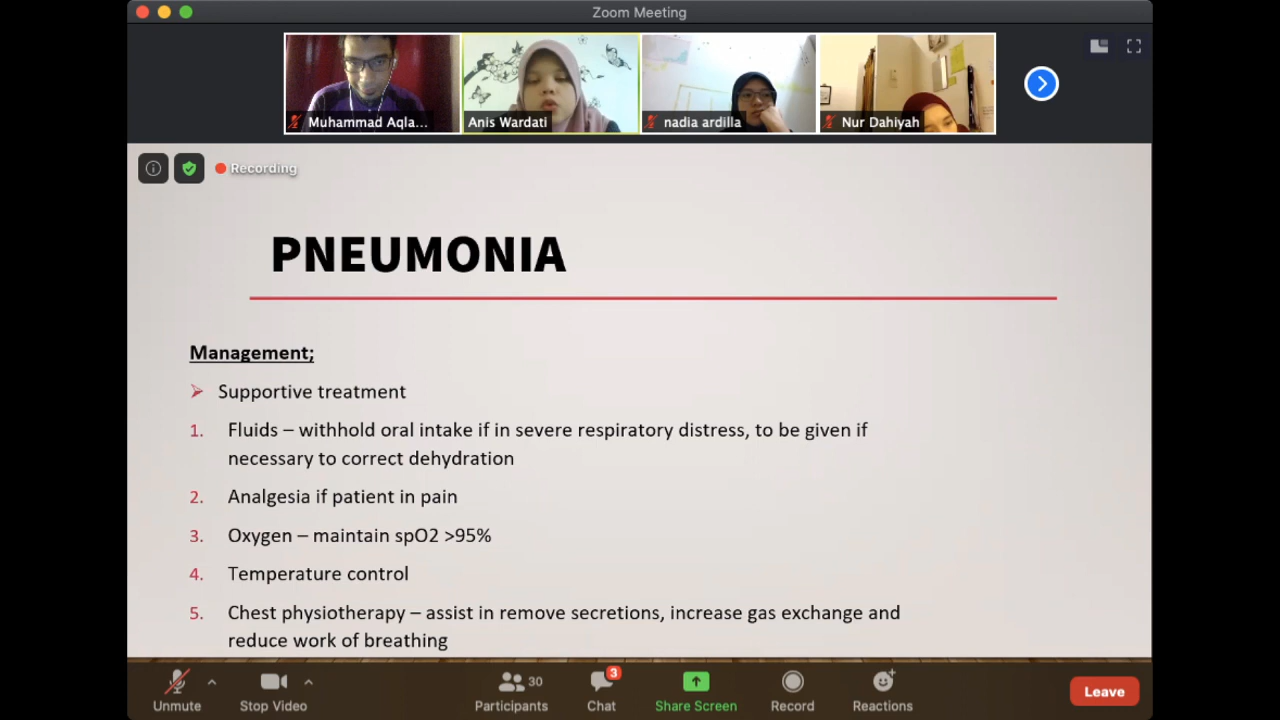 Zoom Meeting
Muhammad Aqla...
Anis Wardati
nadia ardilla
Nur Dahiyah
Recording
PNEUMONIA
Management;
Supportive treatment
1. Fluids – withhold oral intake if in severe respiratory distress, to be given if
necessary to correct dehydration
2. Analgesia if patient in pain
3. Oxygen – maintain spO2 >95%
4. Temperature control
5. Chest physiotherapy – assist in remove secretions, increase gas exchange and
reduce work of breathing
Unmute
Stop Video
30
Participants
3
Chat
Share Screen
Record
Reactions
Leave